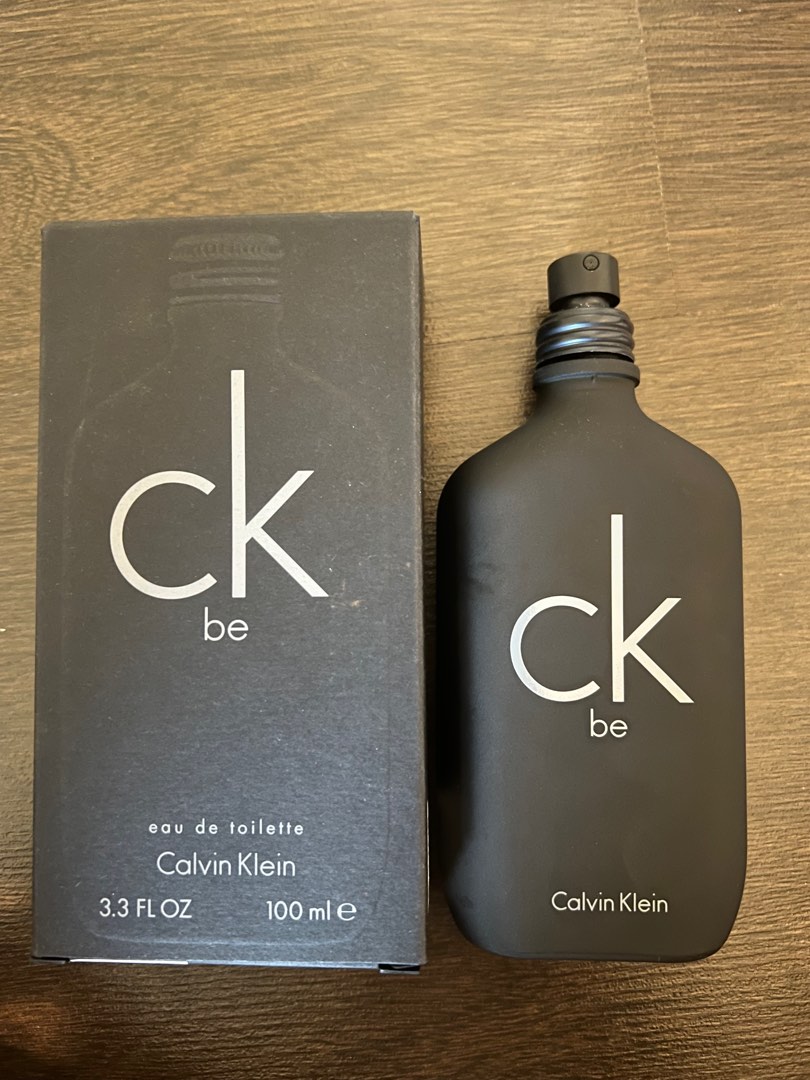 ck
be
eau de toilette
Calvin Klein
3.3 FL OZ 100 ml ℮
ck
be
Calvin Klein